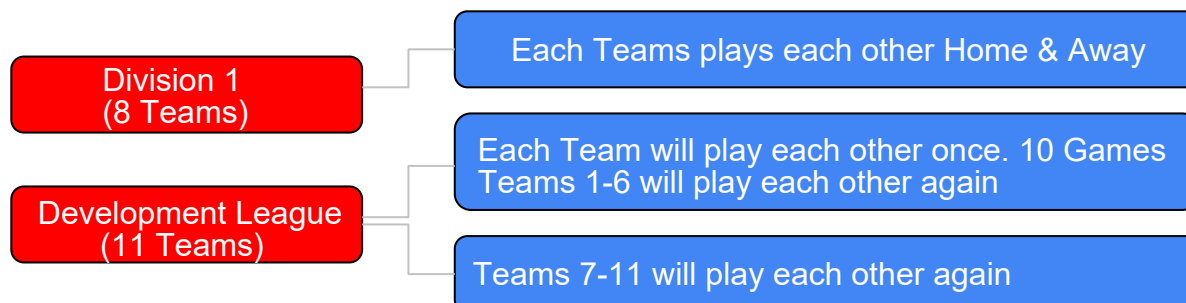 Division 1
(8 Teams)
Each Teams plays each other Home & Away
Development League
(11 Teams)
Each Team will play each other once. 10 Games
Teams 1-6 will play each other again
Teams 7-11 will play each other again